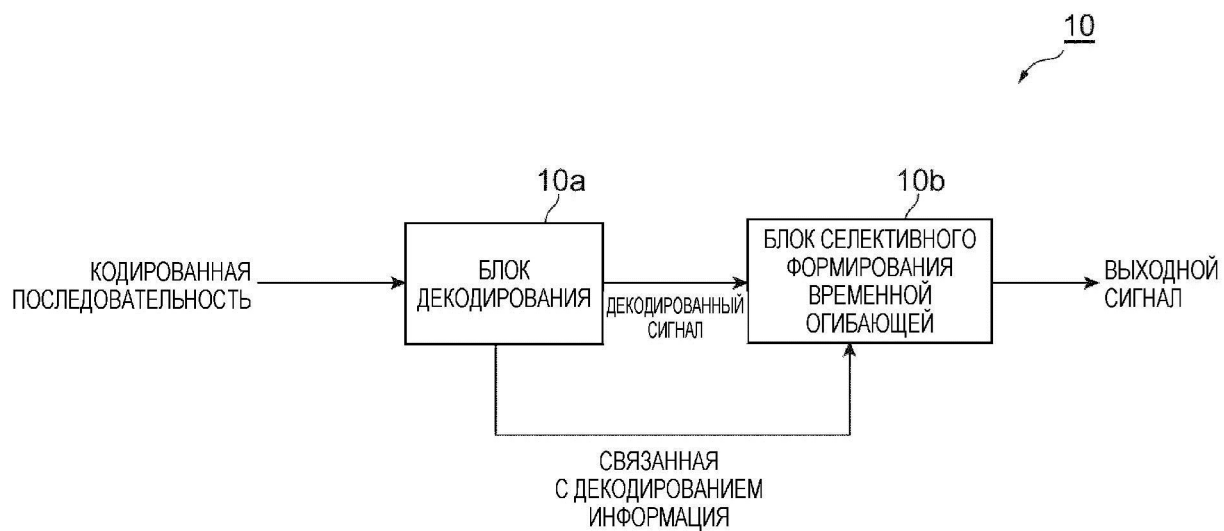 10
10a
10b
КОДИРОВАННАЯ
ПОСЛЕДОВАТЕЛЬНОСТЬ
БЛОК
ДЕКОДИРОВАНИЯ
ДЕКОДИРОВАННЫЙ
СИГНАЛ
БЛОК СЕЛЕКТИВНОГО
ФОРМИРОВАНИЯ
ВРЕМЕННОЙ
ОГИБАЮЩЕЙ
ВЫХОДНОЙ
СИГНАЛ
СВЯЗАННАЯ
С ДЕКОДИРОВАНИЕМ
ИНФОРМАЦИЯ